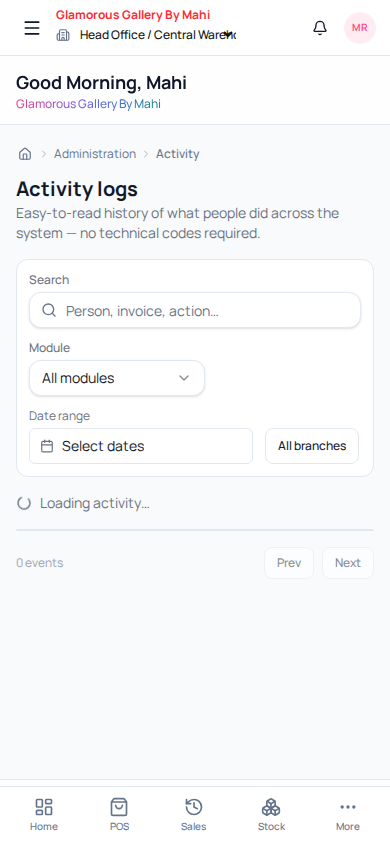 Glamorous Gallery By Mahi
Head Office / Central
MR
Good Morning, Mahi
Glamorous Gallery By Mahi
Administration
Activity
Activity logs
Easy-to-read history of what people did across the
system — no technical codes required.
Search
Person, invoice, action...
Module
All modules
Date range
Select dates
All branches
Loading activity...
0 events
Prev
Next
Home
POS
Sales
Stock
More